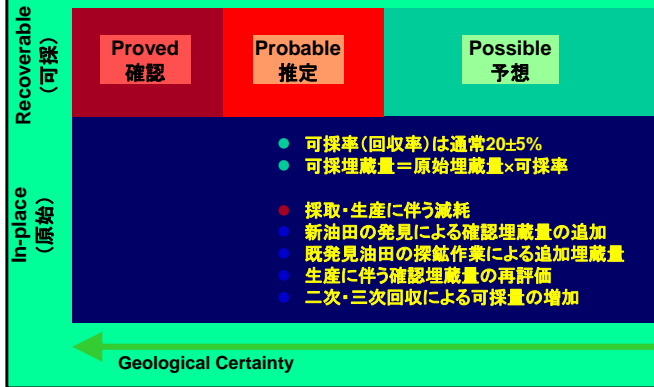 Recoverable
(可採)
Proved
確認
Probable
推定
Possible
予想
In-place
(原始)
● 可採率(回収率)は通常20±5%
● 可採埋蔵量=原始埋蔵量×可採率
● 採取・生産に伴う減耗
● 新油田の発見による確認埋蔵量の追加
● 既発見油田の探鉱作業による追加埋蔵量
● 生産に伴う確認埋蔵量の再評価
● 二次・三次回収による可採量の増加
Geological Certainty